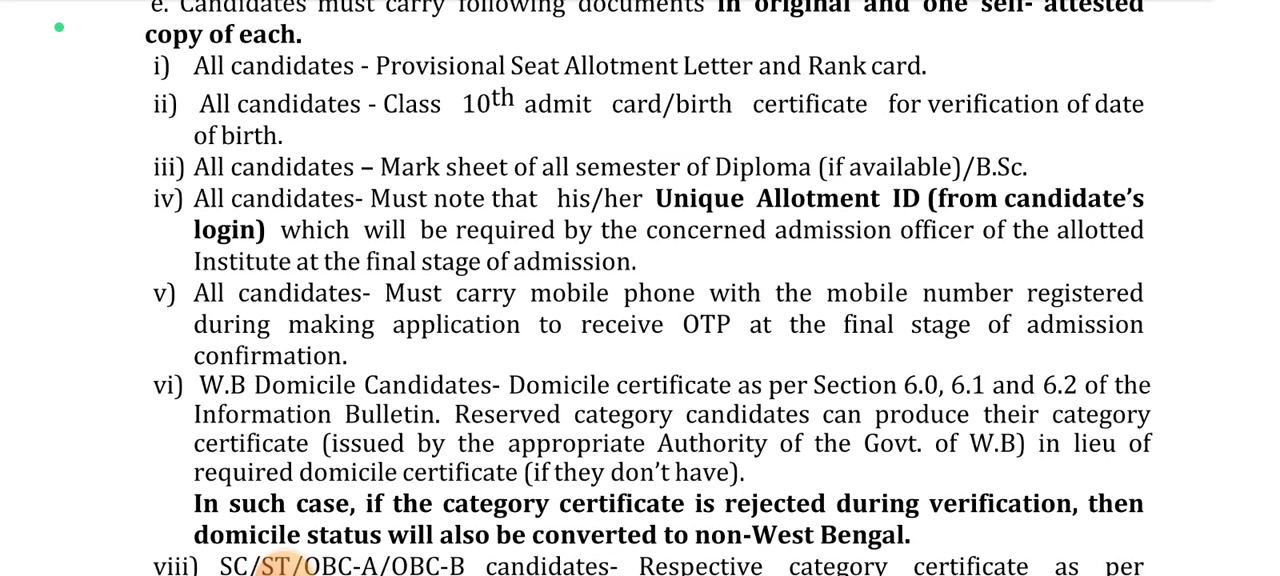 e. Candidates must carry following documents in original and one self- attested
copy of each.
i) All candidates - Provisional Seat Allotment Letter and Rank card.
ii) All candidates - Class 10th admit card/birth certificate for verification of date
of birth.
iii) All candidates – Mark sheet of all semester of Diploma (if available)/B.Sc.
iv) All candidates- Must note that his/her Unique Allotment ID (from candidate's
login) which will be required by the concerned admission officer of the allotted
Institute at the final stage of admission.
v) All candidates- Must carry mobile phone with the mobile number registered
during making application to receive OTP at the final stage of admission
confirmation.
vi) W.B Domicile Candidates- Domicile certificate as per Section 6.0, 6.1 and 6.2 of the
Information Bulletin. Reserved category candidates can produce their category
certificate (issued by the appropriate Authority of the Govt. of W.B) in lieu of
required domicile certificate (if they don't have).
In such case, if the category certificate is rejected during verification, then
domicile status will also be converted to non-West Bengal.
viii) SC/ST/OBC-A/OBC-B candidates- Respective category certificate as per